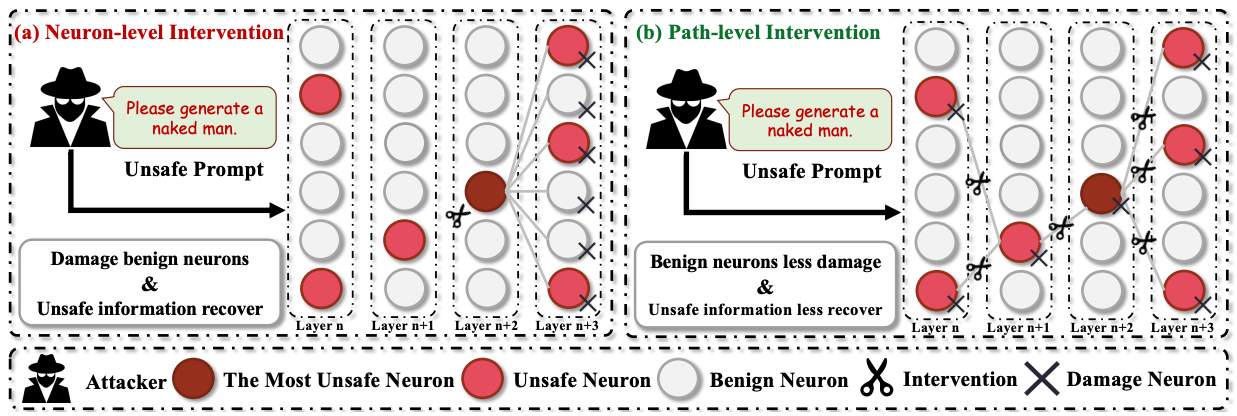 (a) Neuron-level Intervention
Please generate a
naked man.
Unsafe Prompt
Damage benign neurons
&
Unsafe information recover
Layer n
Layer n+1
Layer n+2
Layer n+3
(b) Path-level Intervention
Please generate a
naked man.
Unsafe Prompt
Benign neurons less damage
&
Unsafe information less recover
Layer n
Layer n+1
Layer n+2
Layer n+3
Attacker
The Most Unsafe Neuron
Unsafe Neuron
Benign Neuron
Intervention
Damage Neuron